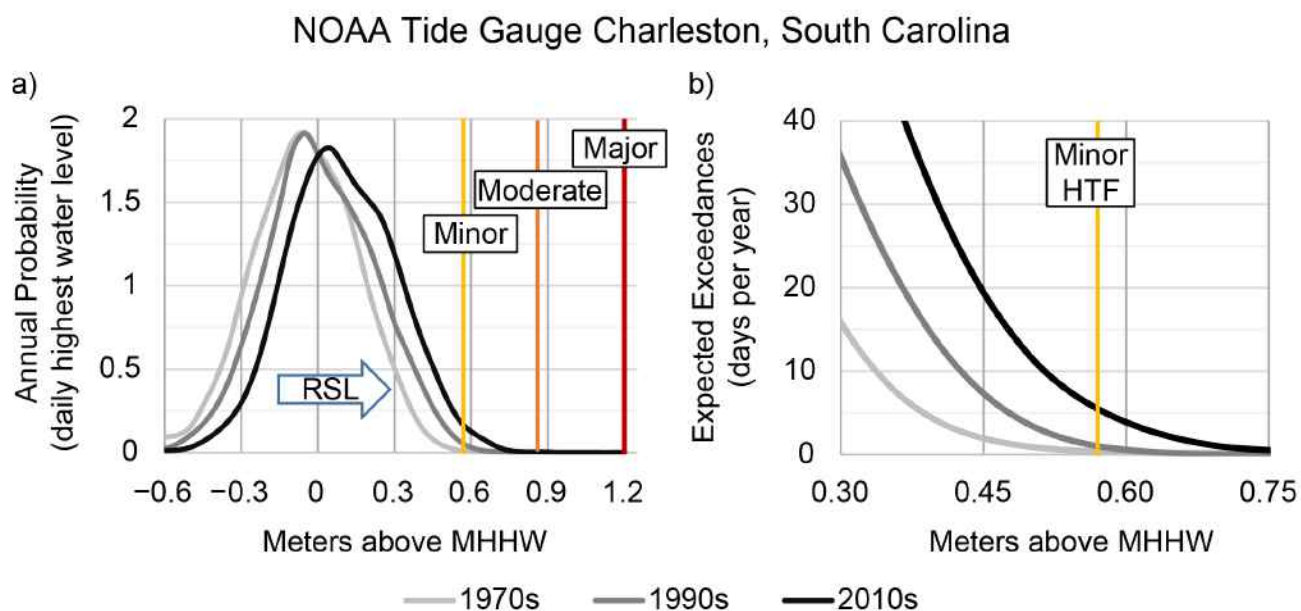 NOAA Tide Gauge Charleston, South Carolina
a)
Annual Probability
(daily highest water level)
2
1.5
1
0.5
0
−0.6
−0.3
0
0.3
0.6
0.9
1.2
Meters above MHHW
Major
Moderate
Minor
RSL
b)
Expected Exceedances
(days per year)
40
30
20
10
0
0.30
0.45
0.60
0.75
Meters above MHHW
Minor
HTF
1970s
1990s
2010s